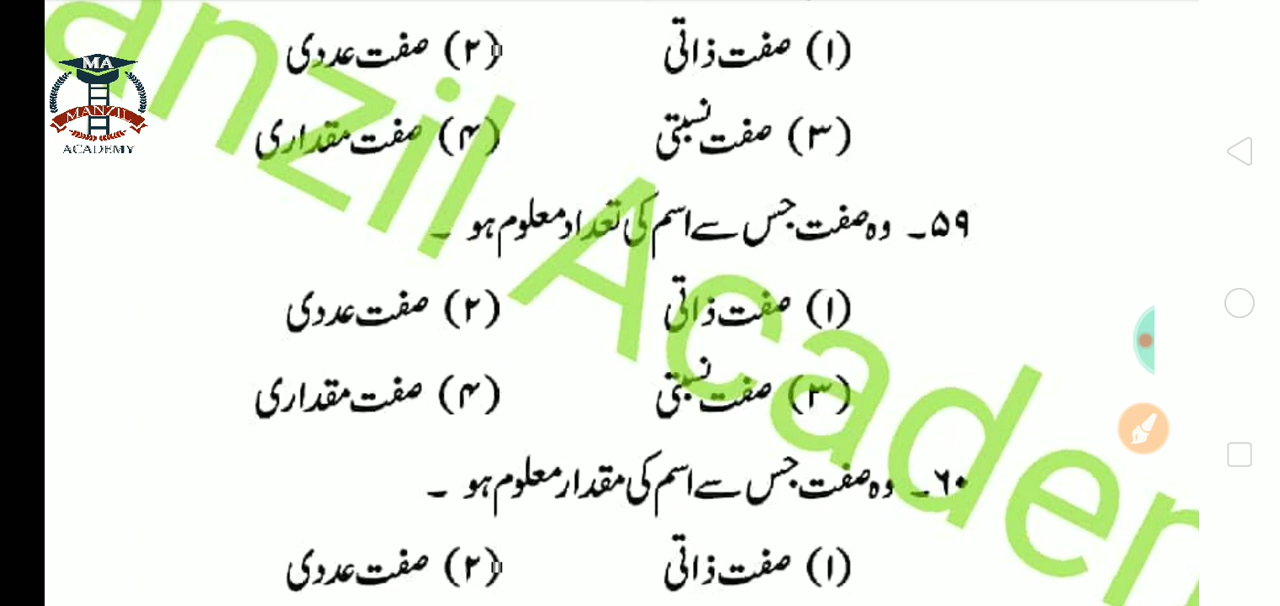 (۱) صفت ذاتی (۲) صفت عددی
(۳) صفت نسبتی (۴) صفت مقداری
۵۹۔ وہ صفت جس سے اسم کی تعداد معلوم ہو ۔
(۱) صفت ذاتی (۲) صفت عددی
(۳) صفت نسبتی (۴) صفت مقداری
۶۰۔ وہ صفت جس سے اسم کی مقدار معلوم ہو ۔
(۱) صفت ذاتی (۲) صفت عددی
MA
MANZIL
ACADEMY
anzil Academ